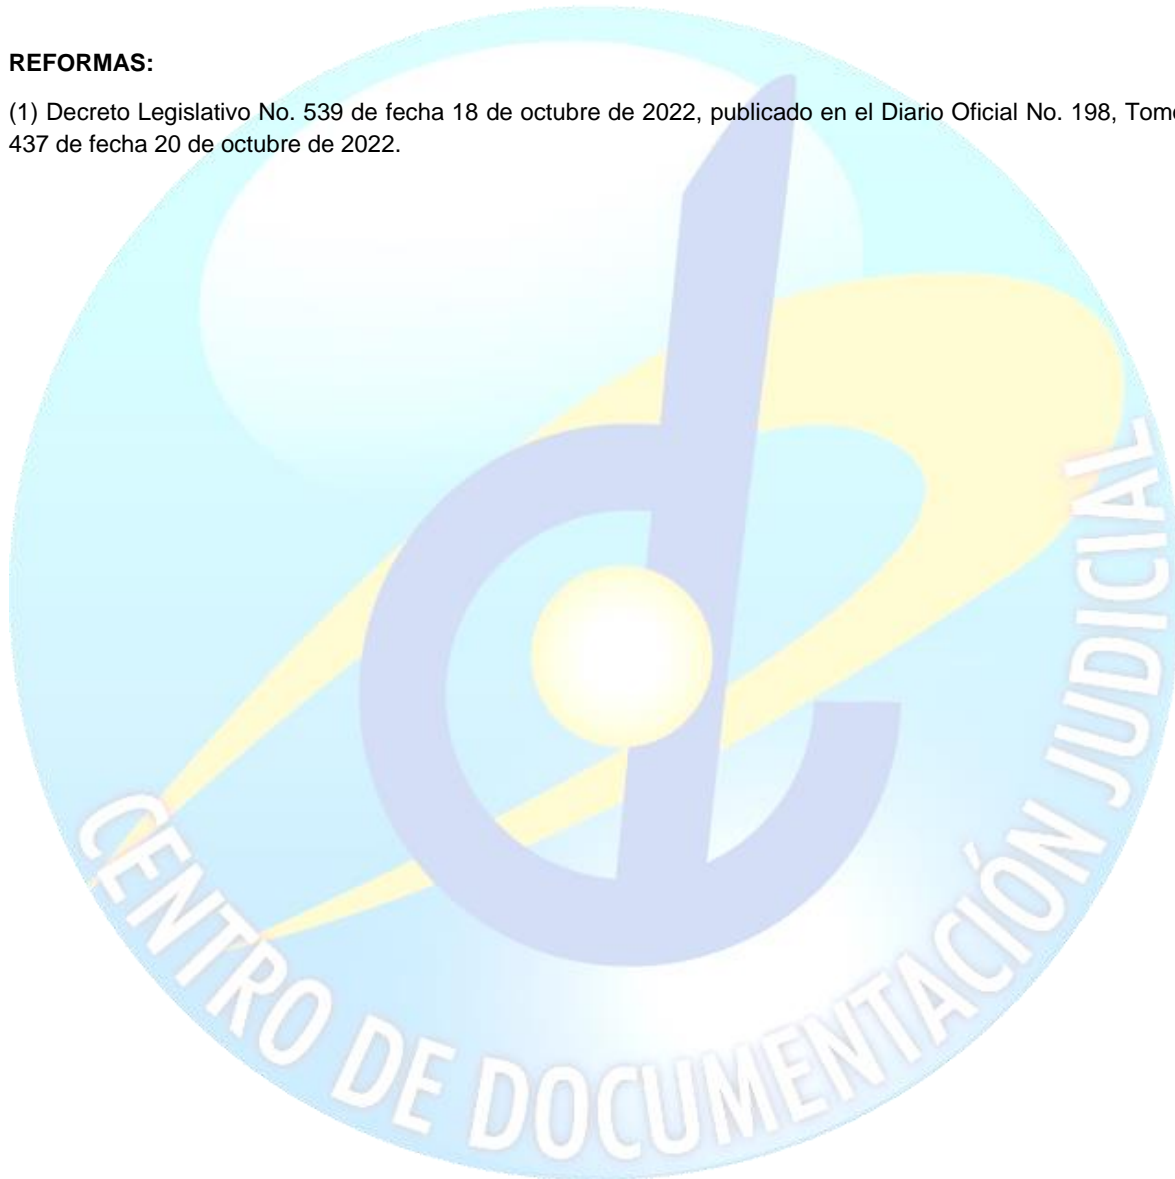 REFORMAS:
(1) Decreto Legislativo No. 539 de fecha 18 de octubre de 2022, publicado en el Diario Oficial No. 198, Tomo
437 de fecha 20 de octubre de 2022.
CENTRO DE DOCUMENTACIÓN JUDICIAL